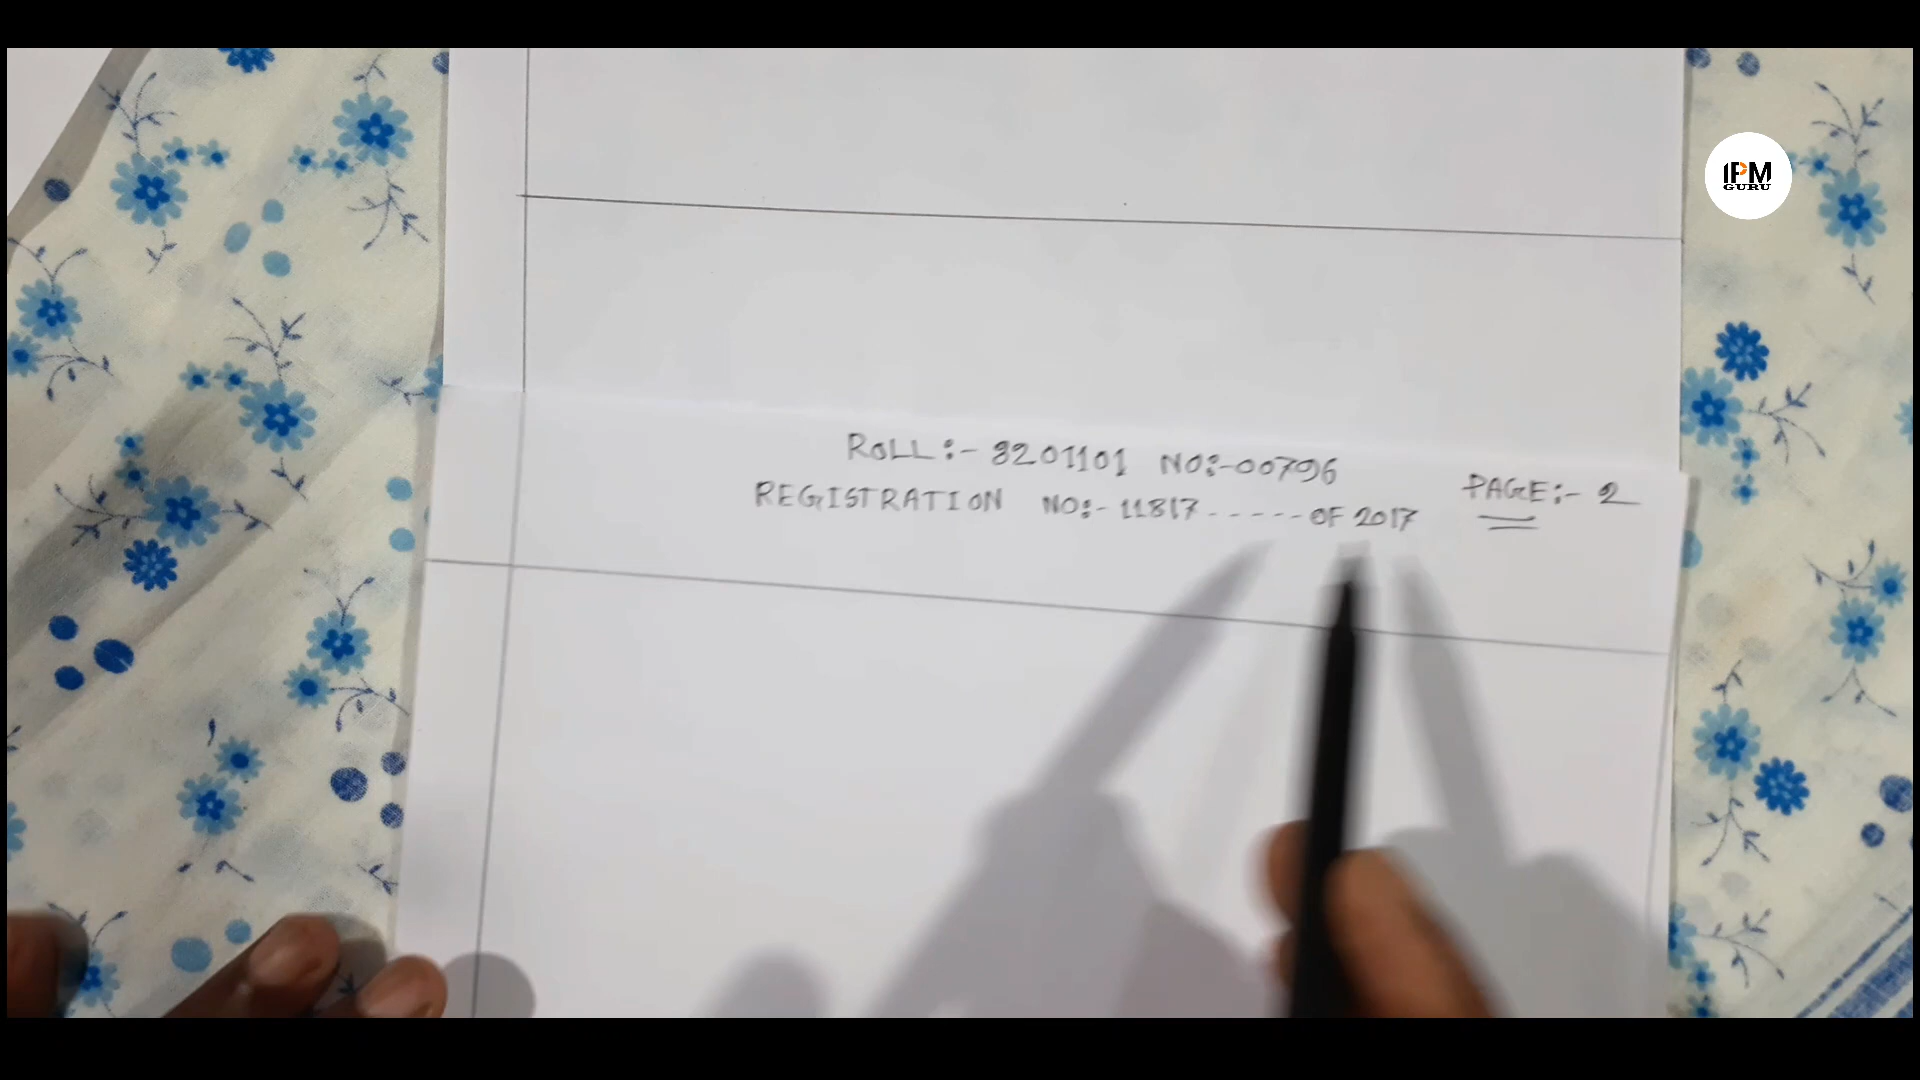 IPM
GURU
ROLL:- 8201101 NO:-00796
PAGE:- 2
REGISTRATION NO:- 11817 - - - - - OF 2017